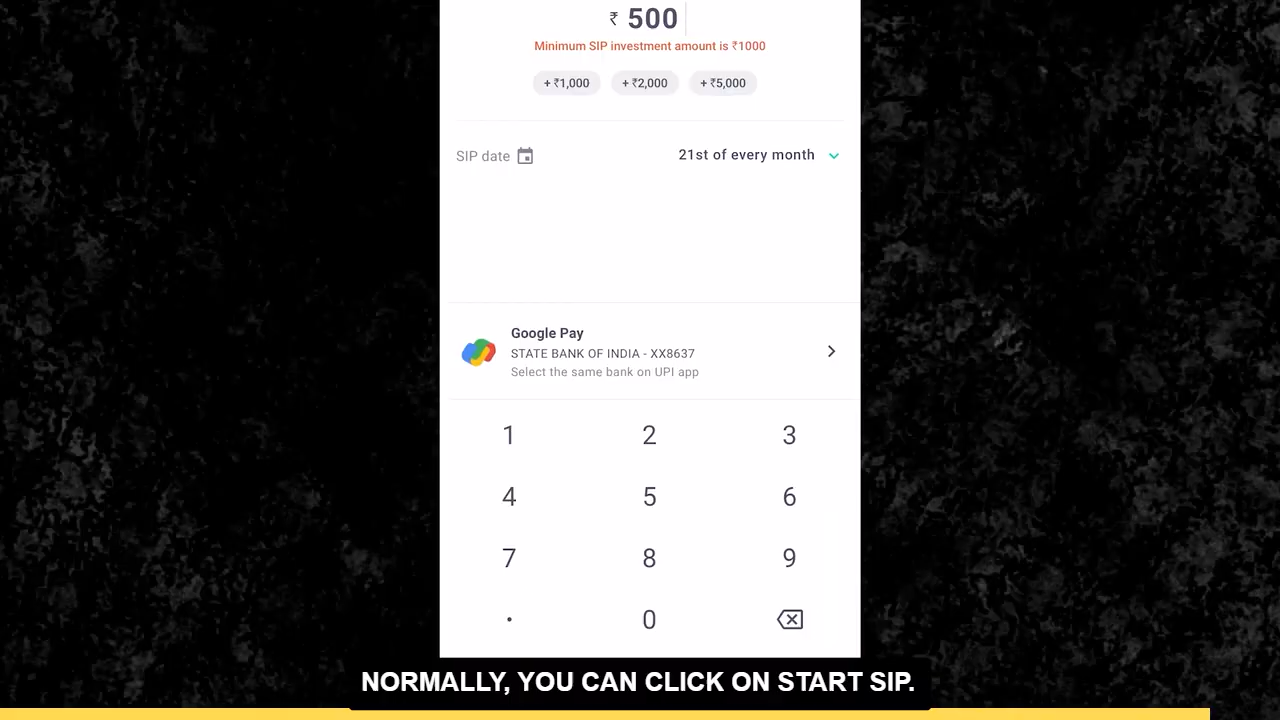 ₹ 500
Minimum SIP investment amount is ₹1000
+ ₹1,000 + ₹2,000 + ₹5,000
SIP date 21st of every month
Google Pay
STATE BANK OF INDIA - XX8637
Select the same bank on UPI app
1 2 3
4 5 6
7 8 9
. 0
NORMALLY, YOU CAN CLICK ON START SIP.